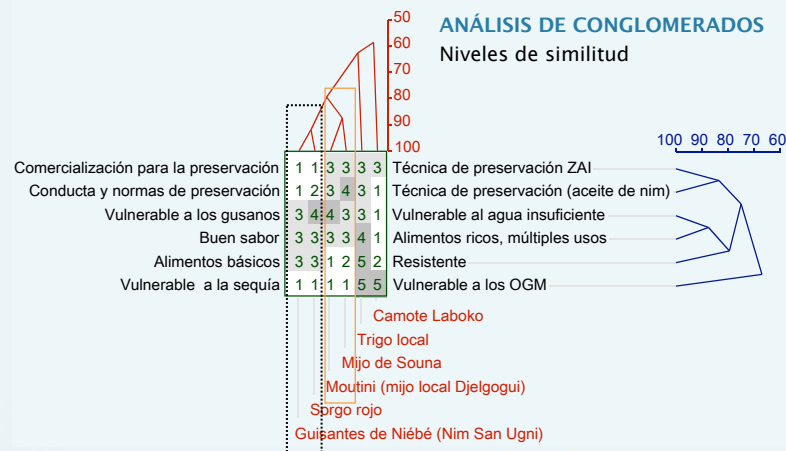 50
ANÁLISIS DE CONGLOMERADOS
60
Niveles de similitud
70
80
90
100
100 90 80 70 60
Comercialización para la preservación 1 1 3 3 3 3 Técnica de preservación ZAI
Conducta y normas de preservación 1 2 3 4 3 1 Técnica de preservación (aceite de nim)
Vulnerable a los gusanos 3 4 4 3 3 1 Vulnerable al agua insuficiente
Buen sabor 3 3 3 3 4 1 Alimentos ricos, múltiples usos
Alimentos básicos 3 3 1 2 5 2 Resistente
Vulnerable a la sequía 1 1 1 1 5 5 Vulnerable a los OGM
Camote Laboko
Trigo local
Mijo de Souna
Moutini (mijo local Djelgogui)
Sorgo rojo
Guisantes de Niébé (Nim San Ugni)